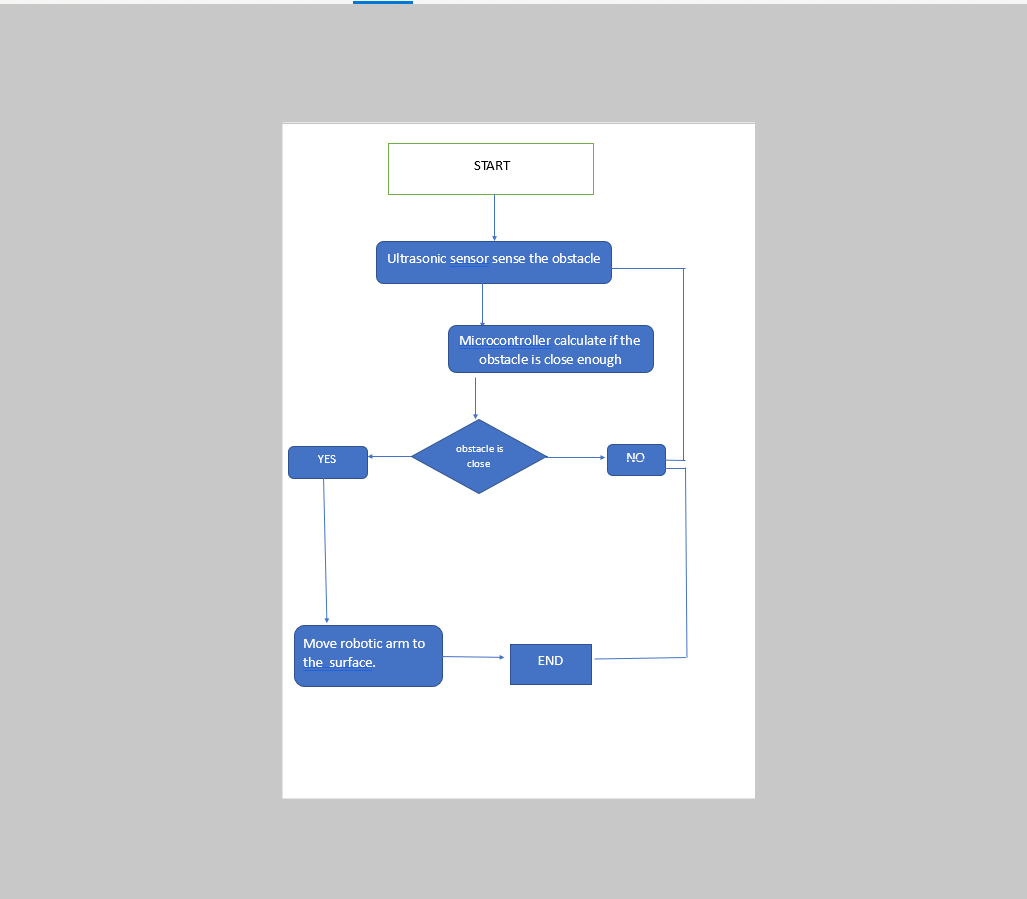 START
Ultrasonic sensor sense the obstacle
Microcontroller calculate if the
obstacle is close enough
obstacle is
close
YES
NO
Move robotic arm to
the  surface.
END